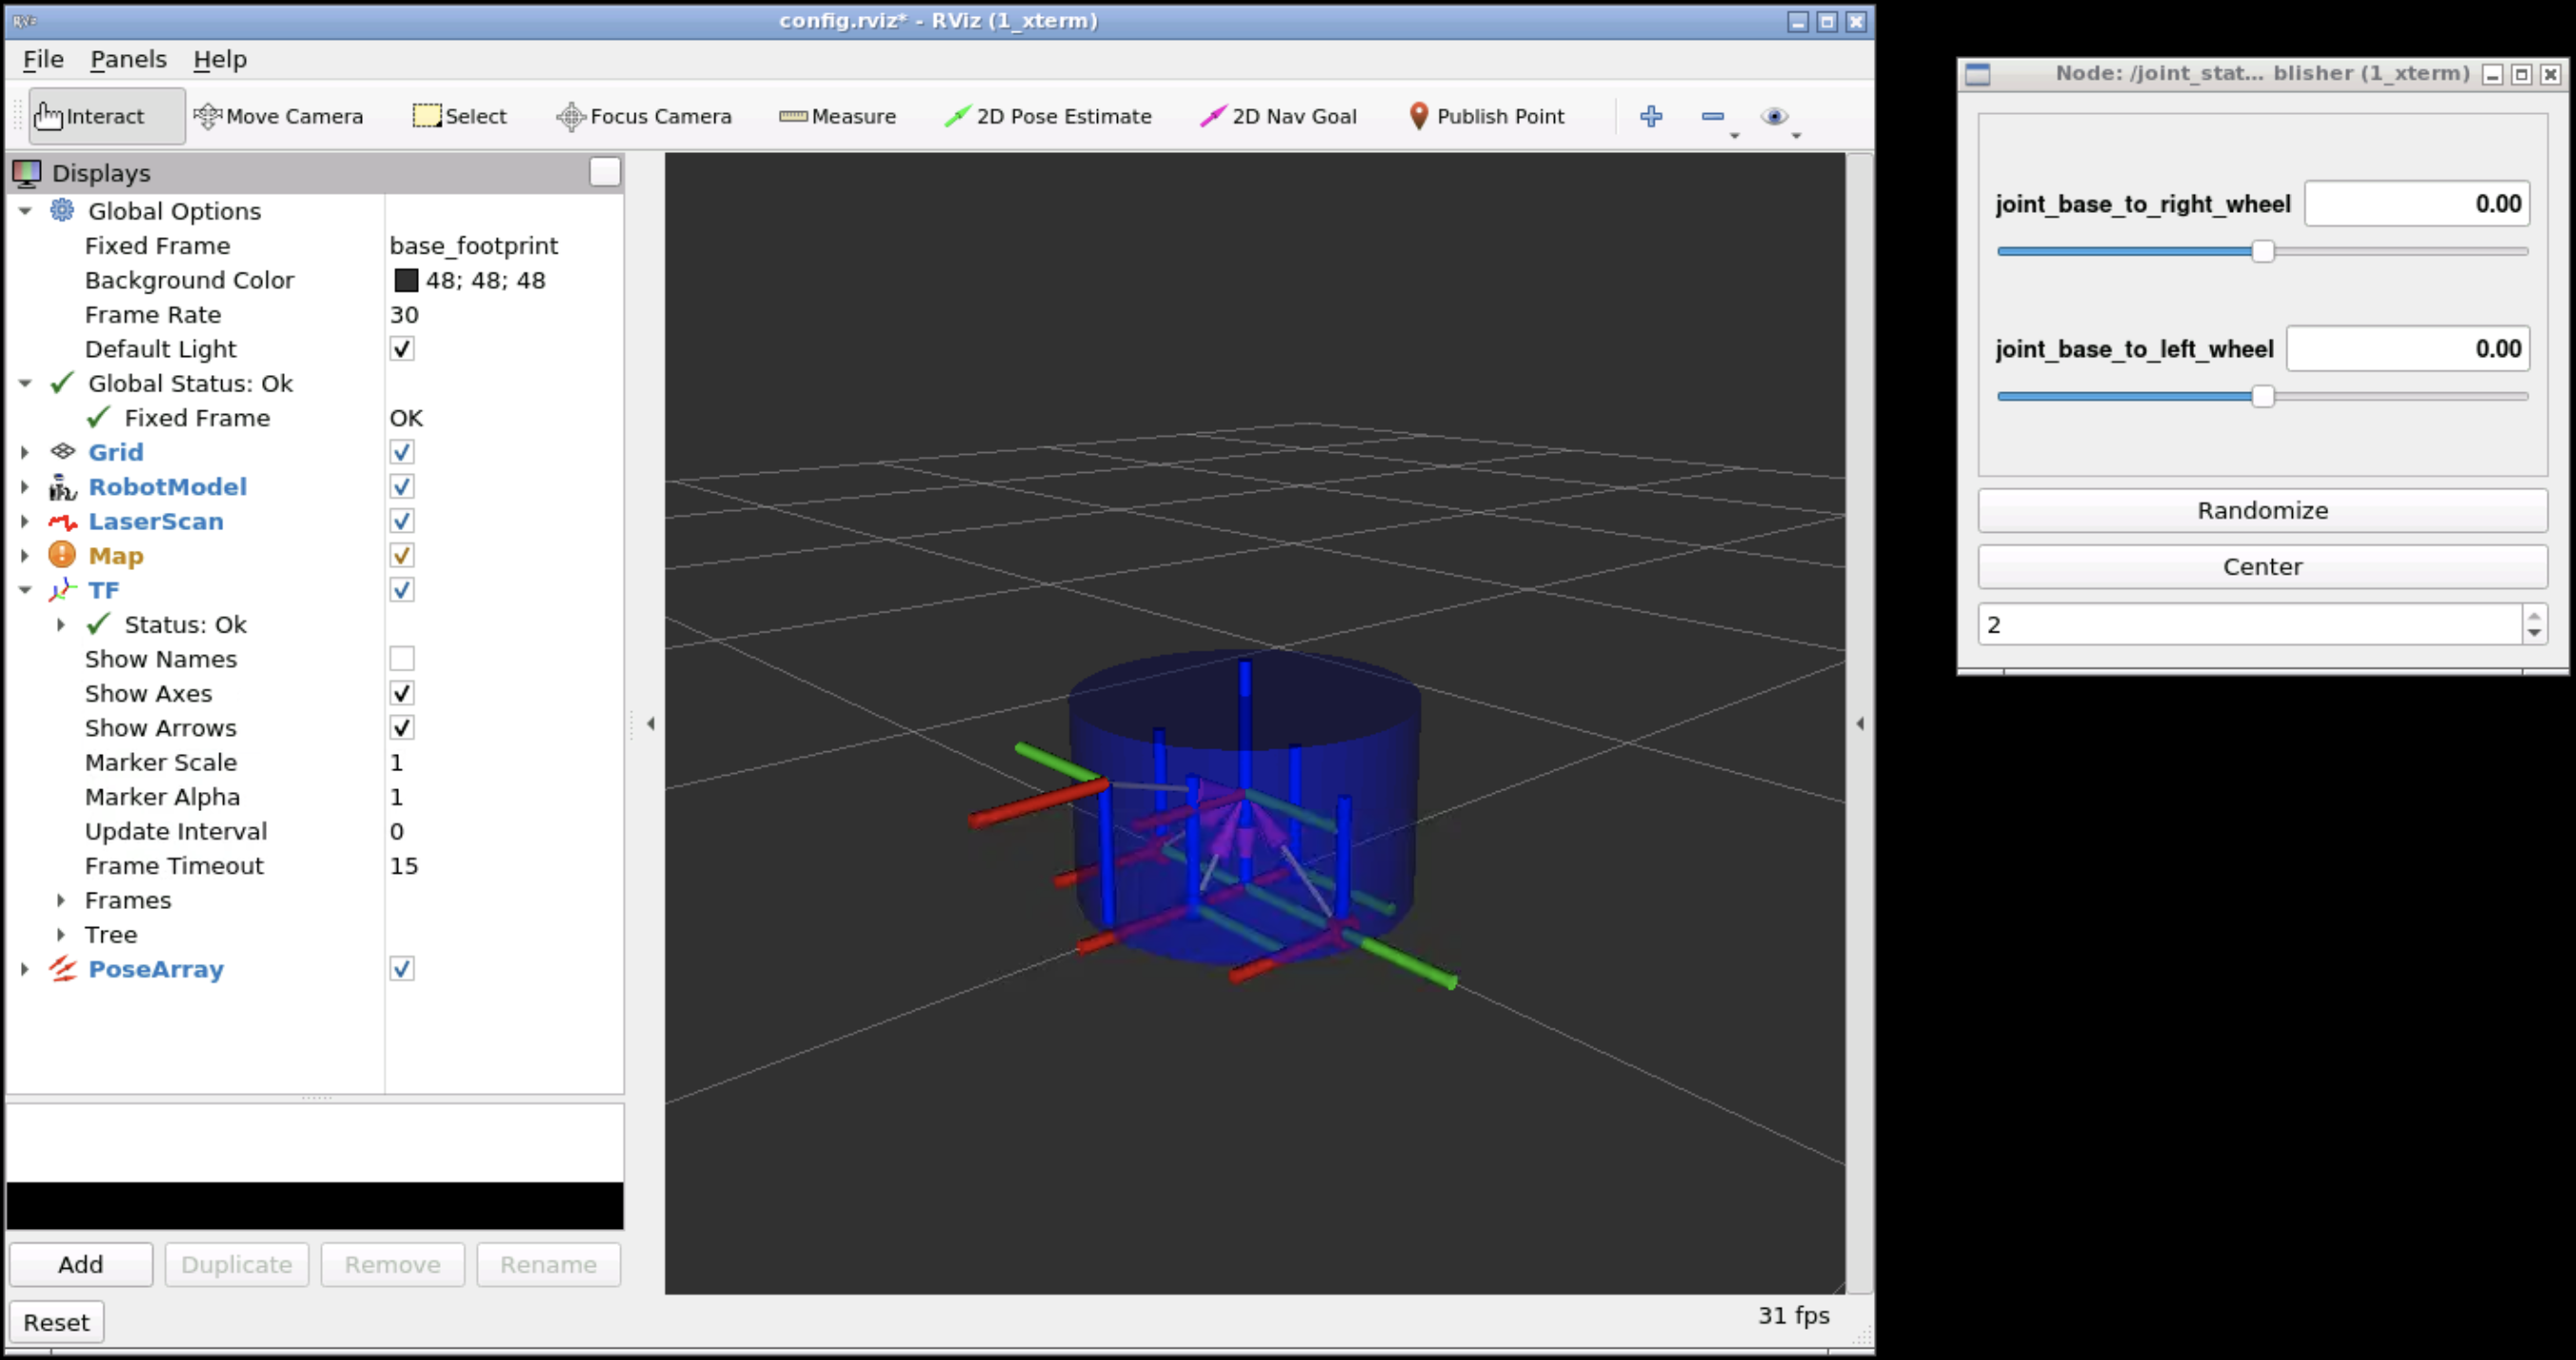 config.rviz* - RViz (1_xterm)
File Panels Help
Interact Move Camera Select Focus Camera Measure 2D Pose Estimate 2D Nav Goal Publish Point
Displays
Global Options
Fixed Frame base_footprint
Background Color 48; 48; 48
Frame Rate 30
Default Light
Global Status: Ok
Fixed Frame OK
Grid
RobotModel
LaserScan
Map
TF
Status: Ok
Show Names
Show Axes
Show Arrows
Marker Scale 1
Marker Alpha 1
Update Interval 0
Frame Timeout 15
Frames
Tree
PoseArray
Add Duplicate Remove Rename
Reset
31 fps
Node: /joint_stat... blisher (1_xterm)
joint_base_to_right_wheel 0.00
joint_base_to_left_wheel 0.00
Randomize
Center
2